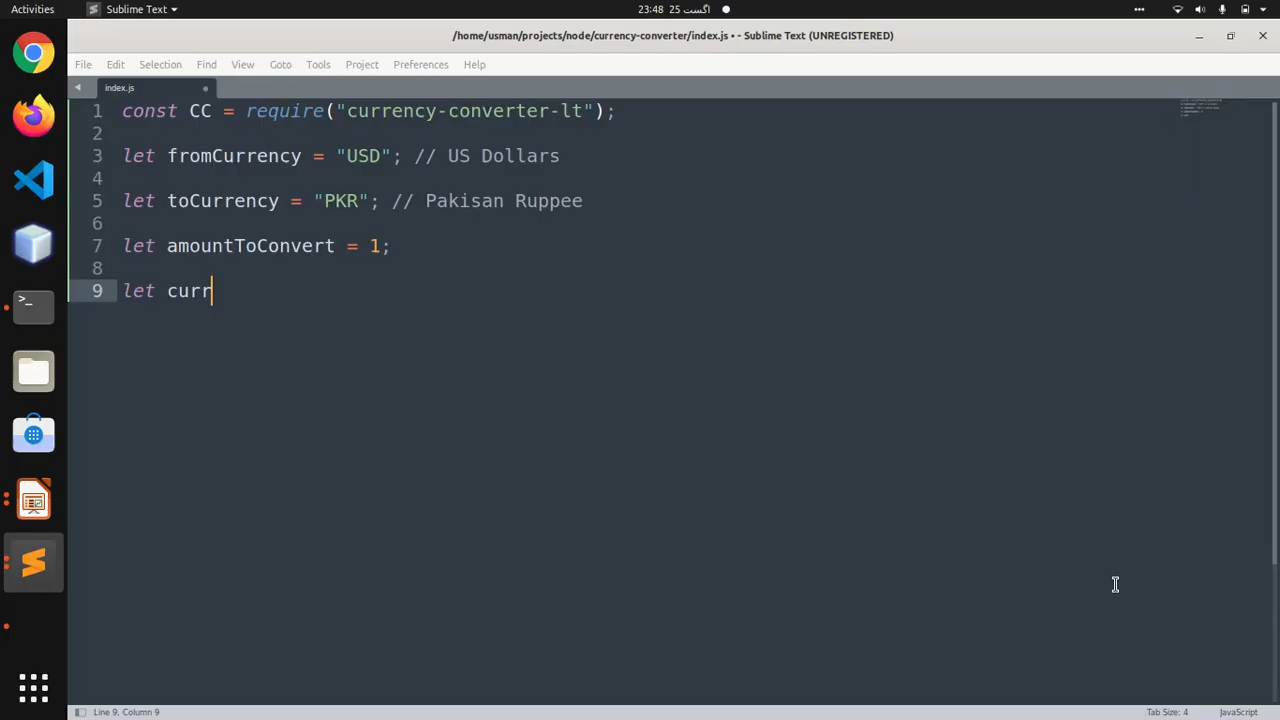 Activities
Sublime Text
23:48 اگست 25
/home/usman/projects/node/currency-converter/index.js • - Sublime Text (UNREGISTERED)
File Edit Selection Find View Goto Tools Project Preferences Help
index.js
1 const CC = require("currency-converter-lt");
2
3 let fromCurrency = "USD"; // US Dollars
4
5 let toCurrency = "PKR"; // Pakisan Ruppee
6
7 let amountToConvert = 1;
8
9 let curr
Line 9, Column 9
Tab Size: 4
JavaScript